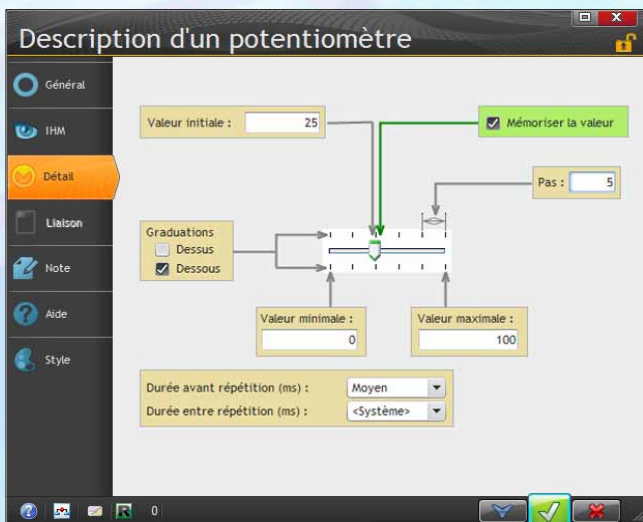 Description d'un potentiomètre
Général
IHM
Détail
Liaison
Note
Aide
Style
Valeur initiale : 25
Mémoriser la valeur
Pas : 5
Graduations
Dessus
Dessous
Valeur minimale :
0
Valeur maximale :
100
Durée avant répétition (ms) : Moyen
Durée entre répétition (ms) : <Système>
R 0